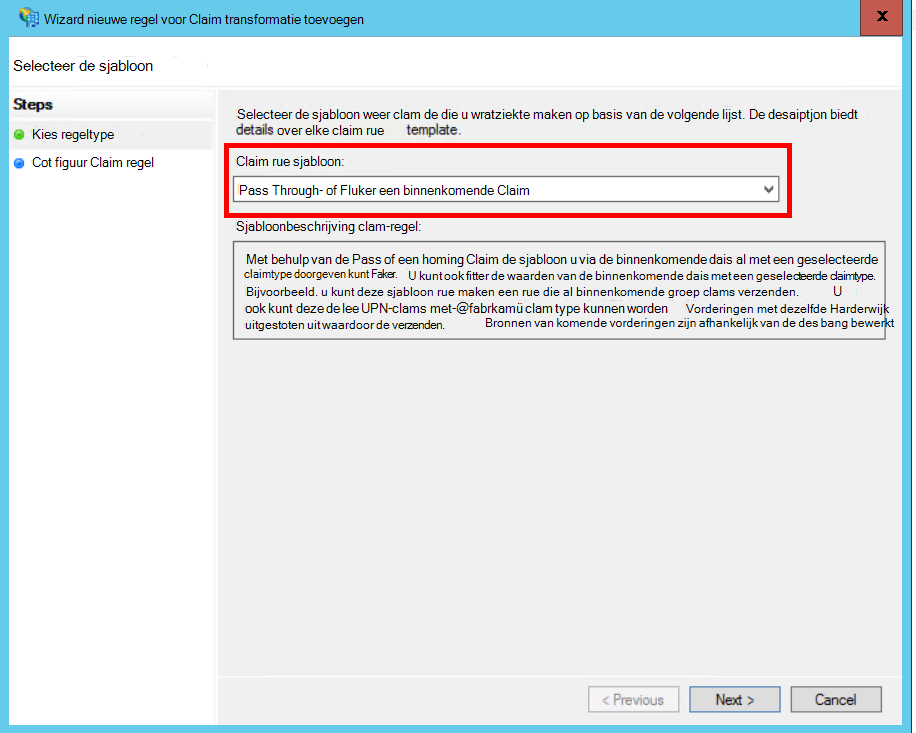 Wizard nieuwe regel voor Claim transformatie toevoegen
x
Selecteer de sjabloon
Steps
Kies regeltype
Cot figuur Claim regel
Selecteer de sjabloon weer clam de die u wratziekte maken op basis van de volgende lijst. De desaiptjon biedt
details over elke claim rue template.
Claim rue sjabloon:
Pass Through- of Fluker een binnenkomende Claim
Sjabloonbeschrijving clam-regel:
Met behulp van de Pass of een homing Claim de sjabloon u via de binnenkomende dais al met een geselecteerde
claimtype doorgeven kunt Faker. U kunt ook fitter de waarden van de binnenkomende dais met een geselecteerde claimtype.
Bijvoorbeeld. u kunt deze sjabloon rue maken een rue die al binnenkomende groep clams verzenden. U
ook kunt deze de lee UPN-clams met-@fabrkamü clam type kunnen worden Vorderingen met dezelfde Harderwijk
uitgestoten uit waardoor de verzenden. Bronnen van komende vorderingen zijn afhankelijk van de des bang bewerkt
< Previous
Next >
Cancel